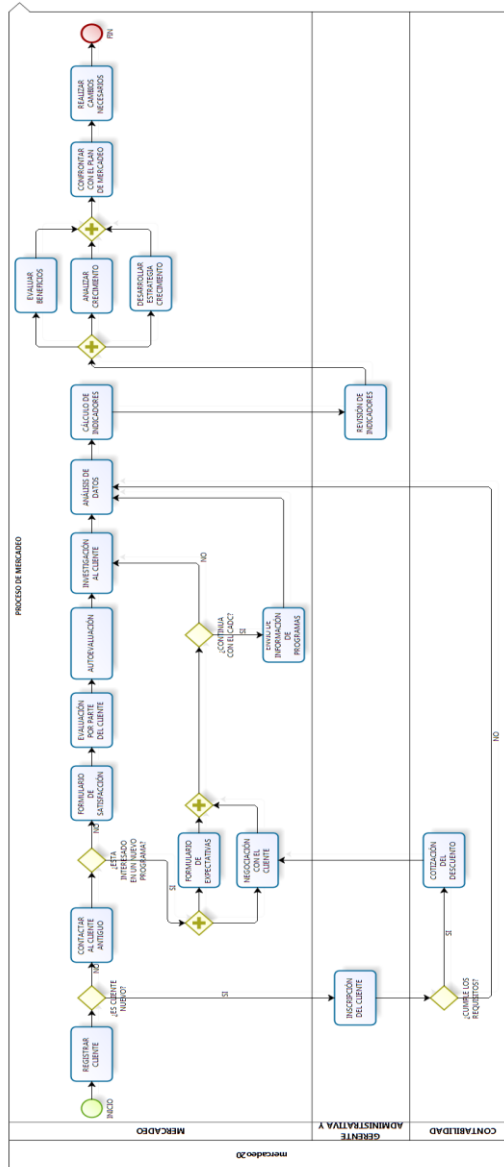 PROCESO DE MERCADEO
mercadeo20
MERCADEO
GERENTE
ADMINISTRATIVA Y
CONTABILIDAD
INICIO
REGISTRAR
CLIENTE
¿ES CLIENTE
NUEVO?
NO
SI
CONTACTAR
AL CLIENTE
ANTIGUO
¿ESTA
INTERESADO
EN UN NUEVO
PROGRAMA?
NO
SI
FORMULARIO
DE
SATISFACCIÓN
EVALUACIÓN
POR PARTE
DEL CLIENTE
AUTOEVALUACIÓN
INVESTIGACIÓN
AL CLIENTE
ANÁLISIS DE
DATOS
CÁLCULO DE
INDICADORES
EVALUAR
BENEFICIOS
ANALIZAR
CRECIMIENTO
DESARROLLAR
ESTRATEGIA
CRECIMIENTO
CONFRONTAR
CON EL PLAN
DE MERCADEO
REALIZAR
CAMBIOS
NECESARIOS
FIN
FORMULARIO
DE
EXPECTATIVAS
NEGOCIACIÓN
CON EL
CLIENTE
¿CONTINUA
CON EL CADC?
NO
SI
ENVIO DE
INFORMACIÓN
DE
PROGRAMAS
INSCRIPCIÓN
DEL CLIENTE
REVISIÓN DE
INDICADORES
¿CUMPLE LOS
REQUISITOS?
SI
NO
COTIZACIÓN
DEL
DESCUENTO